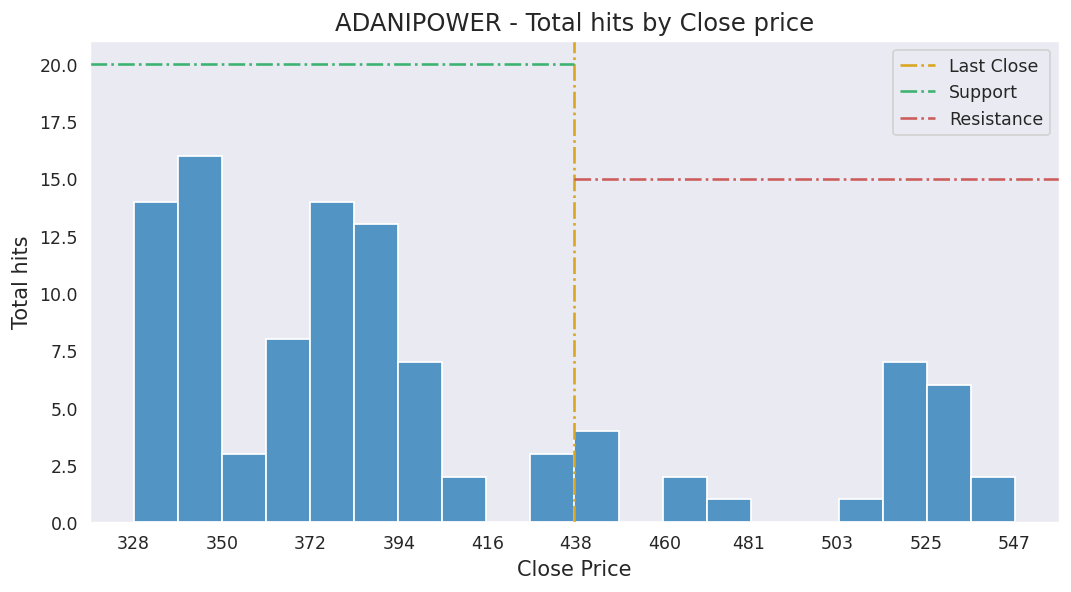 ADANIPOWER - Total hits by Close price
Last Close
Support
Resistance
Total hits
20.0
17.5
15.0
12.5
10.0
7.5
5.0
2.5
0.0
328 350 372 394 416 438 460 481 503 525 547
Close Price